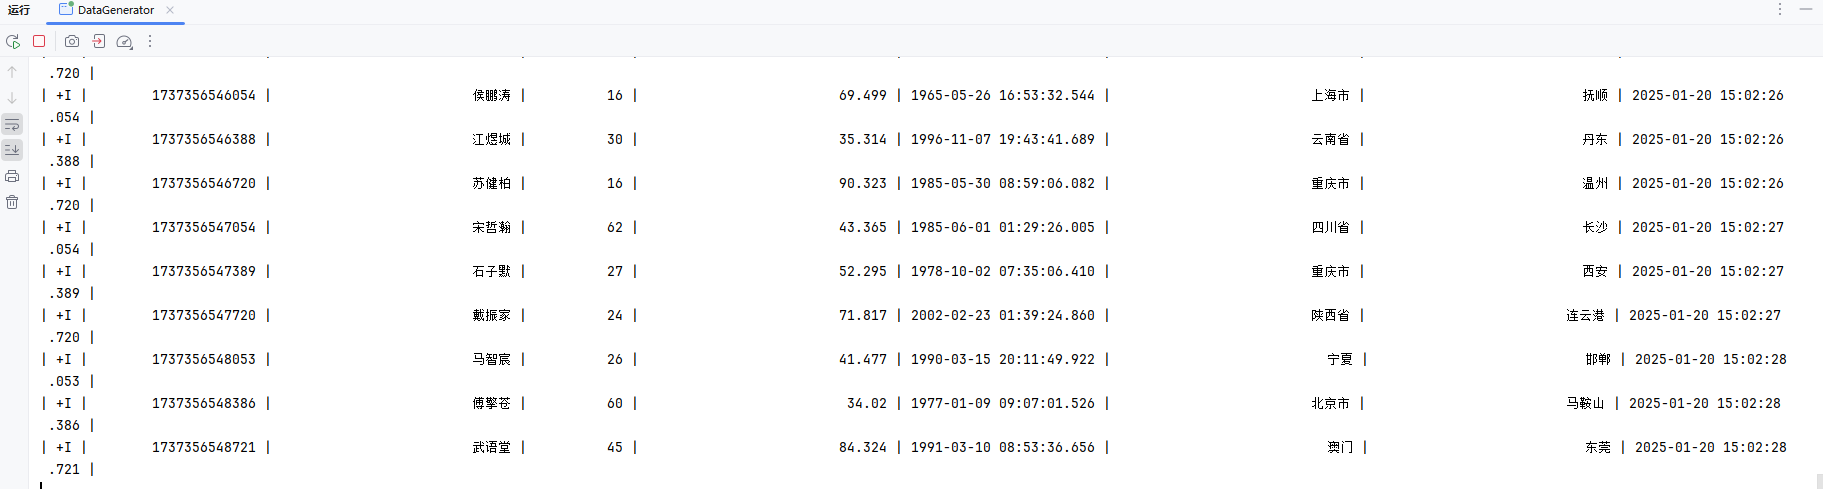 运行 DataGenerator
.720 |
| +I | 1737356546054 | 侯鹏涛 | 16 | 69.499 | 1965-05-26 16:53:32.544 | 上海市 | 抚顺 | 2025-01-20 15:02:26
.054 |
| +I | 1737356546388 | 江煜城 | 30 | 35.314 | 1996-11-07 19:43:41.689 | 云南省 | 丹东 | 2025-01-20 15:02:26
.388 |
| +I | 1737356546720 | 苏健柏 | 16 | 90.323 | 1985-05-30 08:59:06.082 | 重庆市 | 温州 | 2025-01-20 15:02:26
.720 |
| +I | 1737356547054 | 宋哲瀚 | 62 | 43.365 | 1985-06-01 01:29:26.005 | 四川省 | 长沙 | 2025-01-20 15:02:27
.054 |
| +I | 1737356547389 | 石子默 | 27 | 52.295 | 1978-10-02 07:35:06.410 | 重庆市 | 西安 | 2025-01-20 15:02:27
.389 |
| +I | 1737356547720 | 戴振家 | 24 | 71.817 | 2002-02-23 01:39:24.860 | 陕西省 | 连云港 | 2025-01-20 15:02:27
.720 |
| +I | 1737356548053 | 马智宸 | 26 | 41.477 | 1990-03-15 20:11:49.922 | 宁夏 | 邯郸 | 2025-01-20 15:02:28
.053 |
| +I | 1737356548386 | 傅擎苍 | 60 | 34.02 | 1977-01-09 09:07:01.526 | 北京市 | 马鞍山 | 2025-01-20 15:02:28
.386 |
| +I | 1737356548721 | 武语堂 | 45 | 84.324 | 1991-03-10 08:53:36.656 | 澳门 | 东莞 | 2025-01-20 15:02:28
.721 |